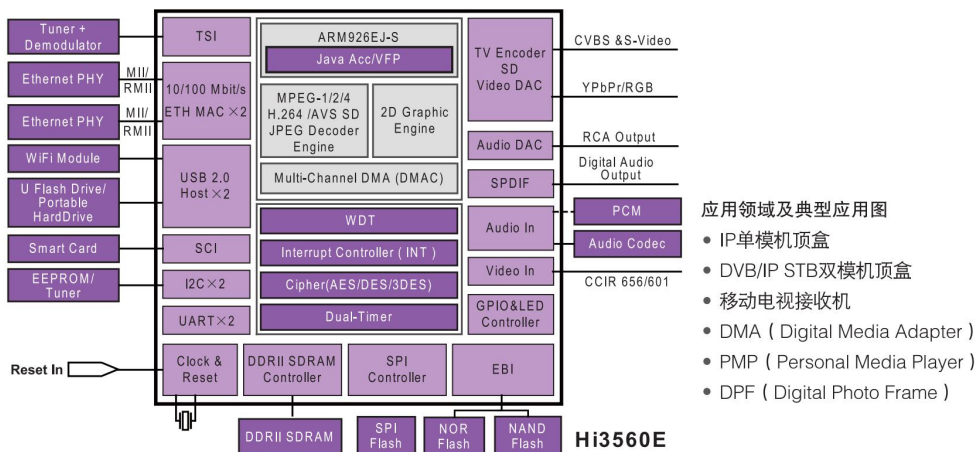 Tuner +
Demodulator
Ethernet PHY
MII/
RMII
Ethernet PHY
MII/
RMII
WiFi Module
U Flash Drive/
Portable
HardDrive
Smart Card
EEPROM/
Tuner
Reset In
TSI
10/100 Mbit/s
ETH MAC×2
USB 2.0
Host×2
SCI
I2C×2
UART×2
Clock &
Reset
ARM926EJ-S
Java Acc/VFP
MPEG-1/2/4
H.264 /AVS SD
JPEG Decoder
Engine
2D Graphic
Engine
Multi-Channel DMA (DMAC)
WDT
Interrupt Controller ( INT )
Cipher(AES/DES/3DES)
Dual-Timer
DDRII SDRAM
Controller
SPI
Controller
EBI
TV Encoder
SD
Video DAC
Audio DAC
SPDIF
Audio In
Video In
GPIO&LED
Controller
CVBS &S-Video
YPbPr/RGB
RCA Output
Digital Audio
Output
PCM
Audio Codec
CCIR 656/601
DDRII SDRAM
SPI
Flash
NOR
Flash
NAND
Flash
Hi3560E
应用领域及典型应用图
• IP单模机顶盒
• DVB/IP STB双模机顶盒
• 移动电视接收机
• DMA ( Digital Media Adapter )
• PMP ( Personal Media Player )
• DPF ( Digital Photo Frame )